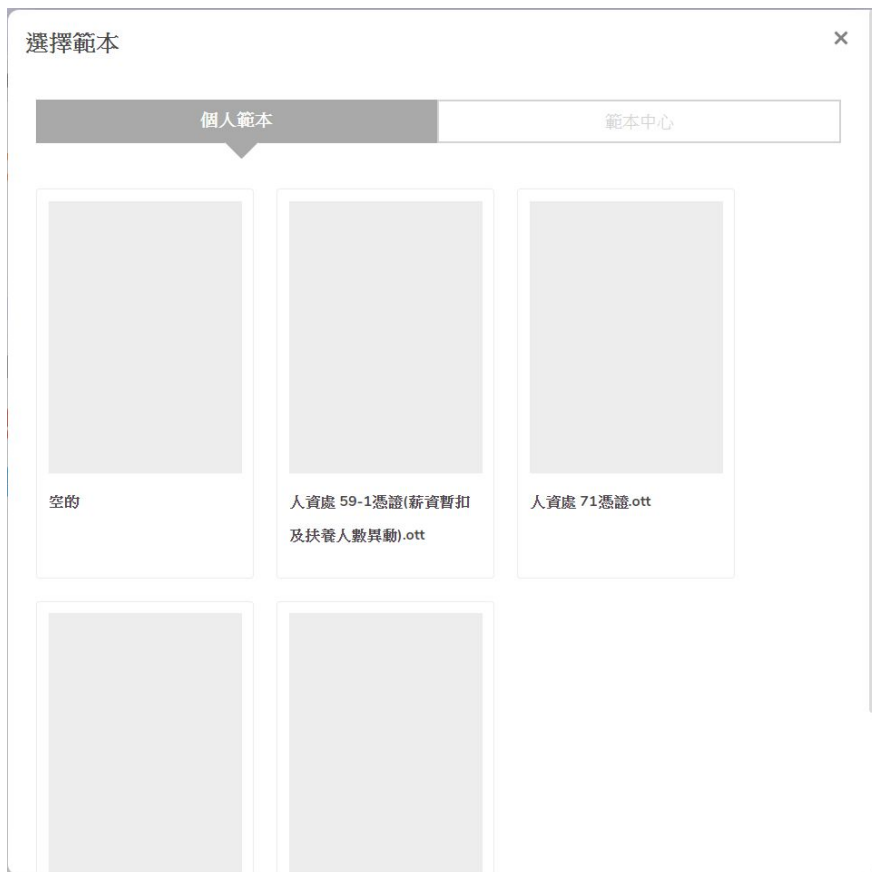 選擇範本
×
個人範本
範本中心
空的
人資處 59-1憑證(薪資暫扣
及扶養人數異動).ott
人資處 71憑證.ott